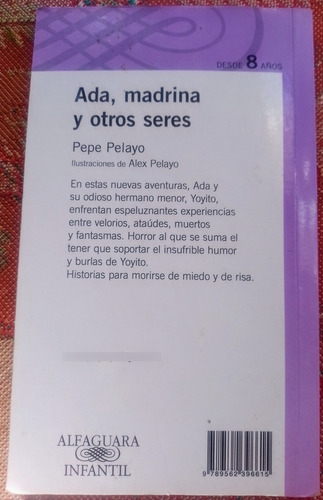 DESDE 8 AÑOS
Ada, madrina
y otros seres
Pepe Pelayo
Ilustraciones de Alex Pelayo
En estas nuevas aventuras, Ada y
su odioso hermano menor, Yoyito,
enfrentan espeluznantes experiencias
entre velorios, ataúdes, muertos
y fantasmas. Horror al que se suma el
tener que soportar el insufrible humor
y burlas de Yoyito.
Historias para morirse de miedo y de risa.
ALFAGUARA
INFANTIL
9 789562 396615